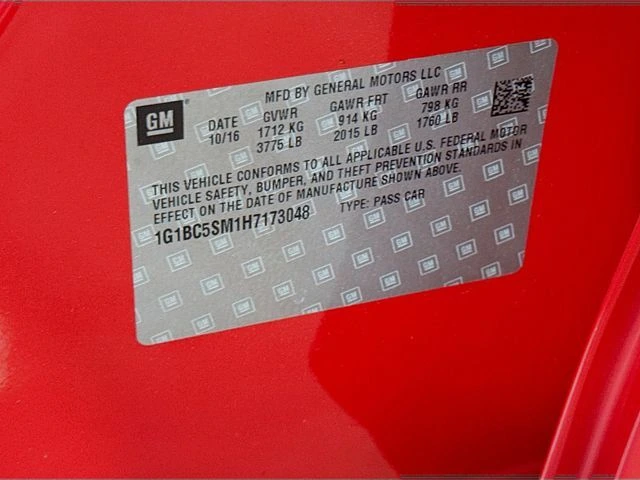 MFD BY GENERAL MOTORS LLC
GM
DATE GVWR GAWR FRT GAWR RR
10/16 1712 KG 914 KG 798 KG
3775 LB 2015 LB 1760 LB
THIS VEHICLE CONFORMS TO ALL APPLICABLE U.S. FEDERAL MOTOR
VEHICLE SAFETY, BUMPER, AND THEFT PREVENTION STANDARDS IN
EFFECT ON THE DATE OF MANUFACTURE SHOWN ABOVE.
1G1BC5SM1H7173048 TYPE: PASS CAR